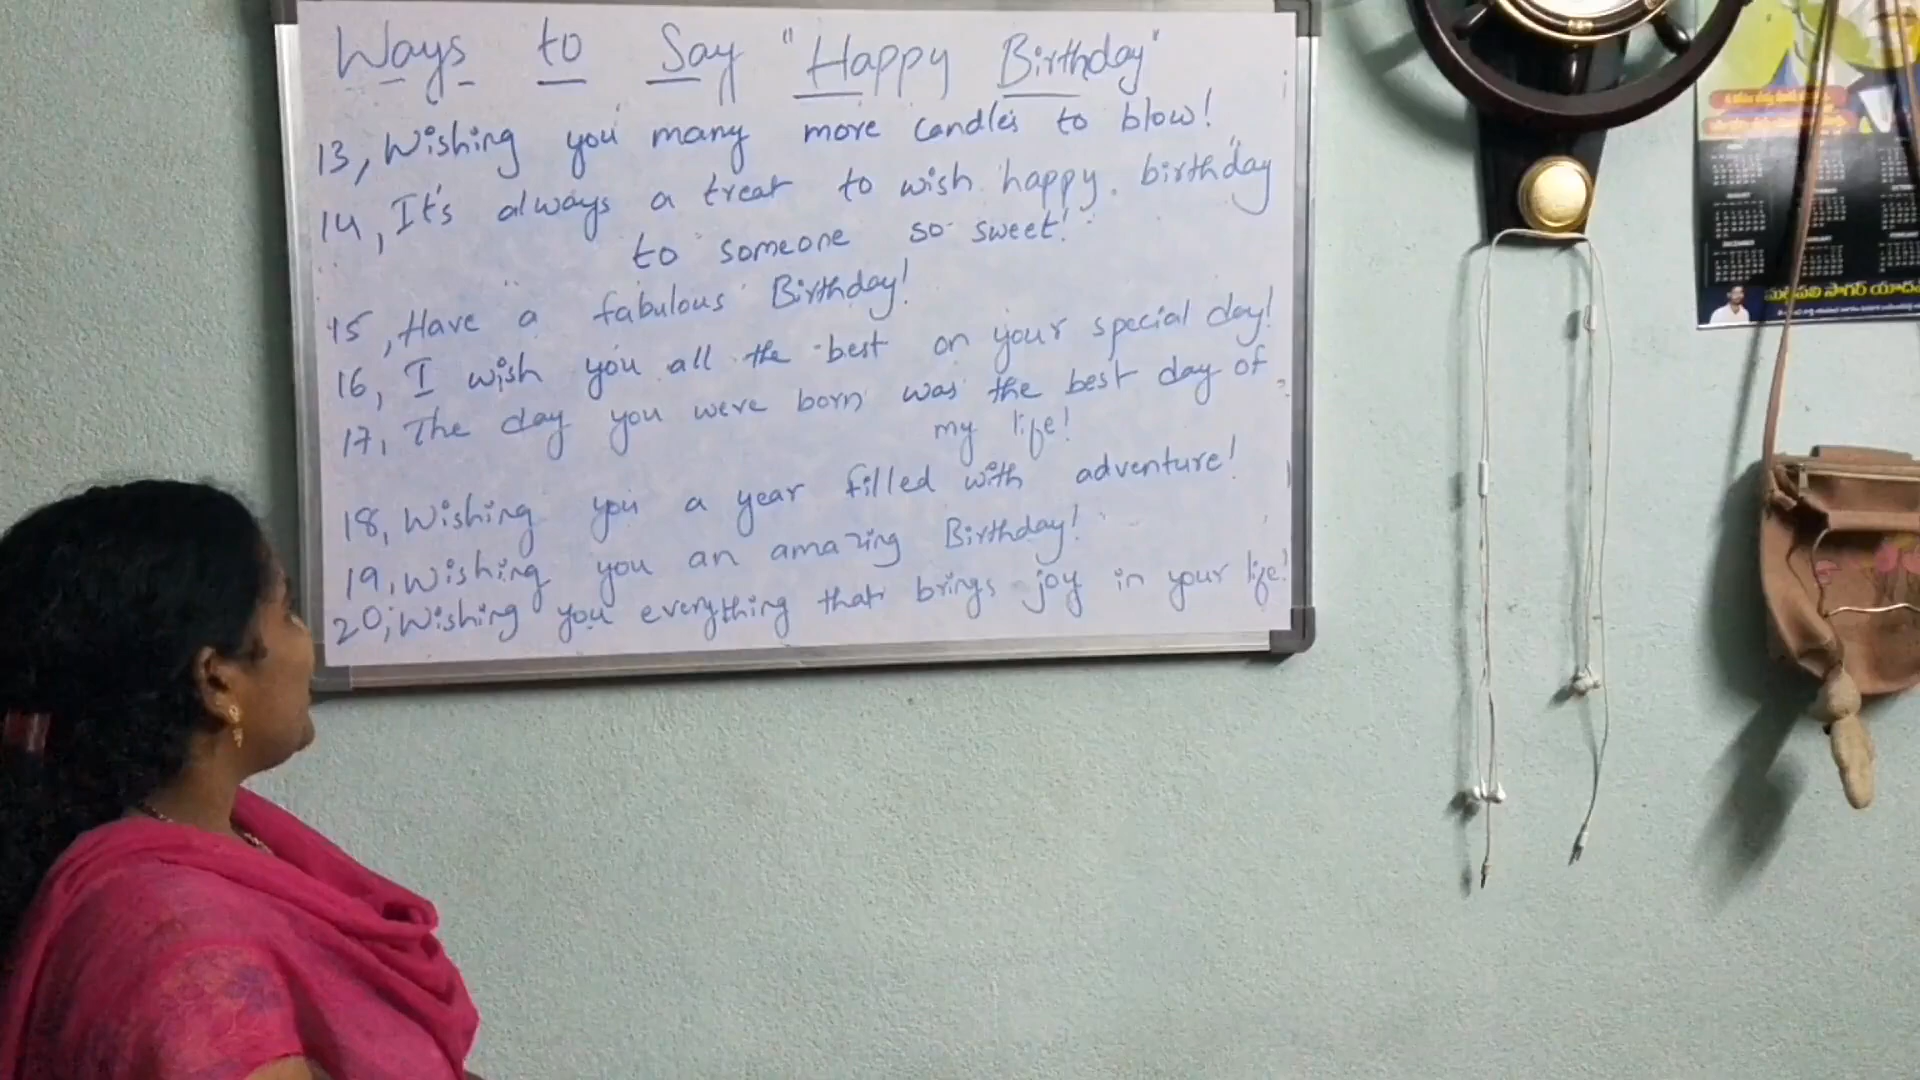 Ways to Say "Happy Birthday"
13, Wishing you many more candles to blow!
14, It's always a treat to wish happy birthday
to someone so sweet!
15, Have a fabulous Birthday!
16, I wish you all the best on your special day!
17, The day you were born was the best day of
my life!
18, Wishing you a year filled with adventure!
19, Wishing you an amazing Birthday!
20, Wishing you everything that brings joy in your life!